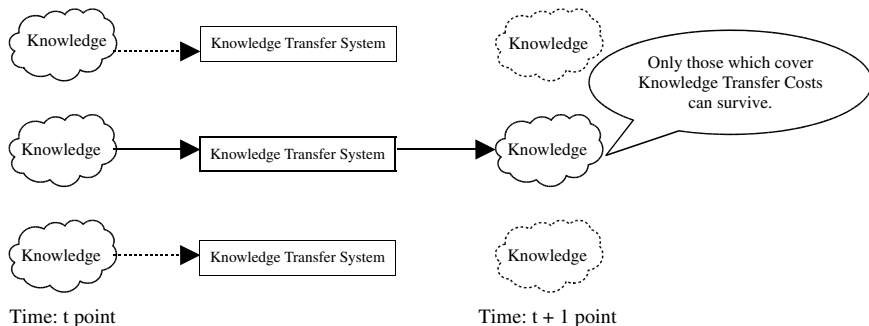 Knowledge
Knowledge Transfer System
Knowledge
Only those which cover
Knowledge Transfer Costs
can survive.
Knowledge
Knowledge Transfer System
Knowledge
Knowledge
Knowledge Transfer System
Knowledge
Time: t point
Time: t + 1 point